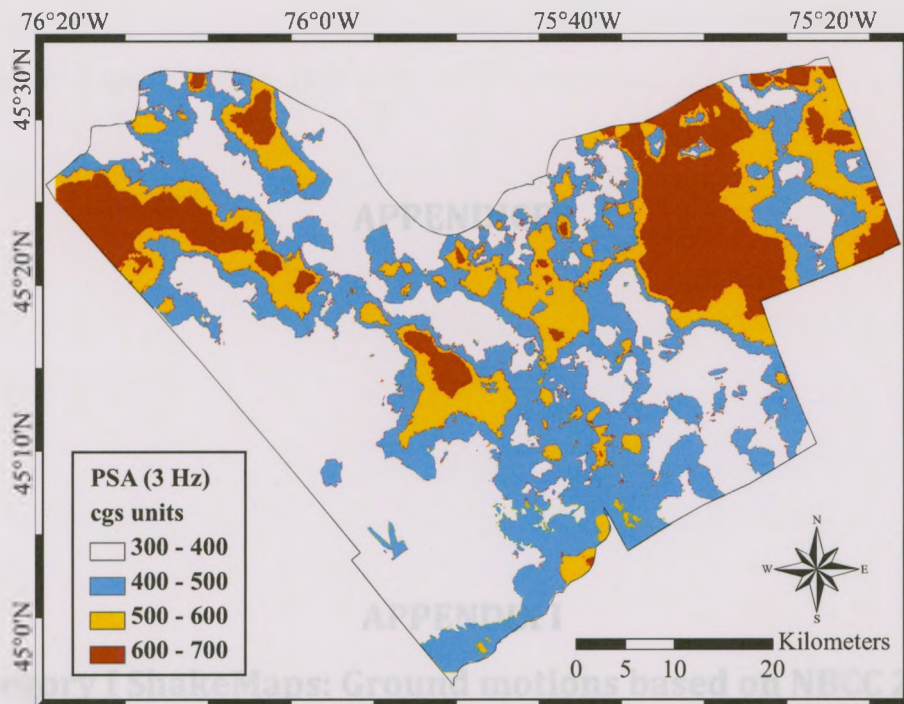 76°20'W 76°0'W 75°40'W 75°20'W
45°30'N
45°20'N
45°10'N
45°0'N
PSA (3 Hz)
cgs units
300 - 400
400 - 500
500 - 600
600 - 700
N
W E
S
Kilometers
0 5 10 20
APPENDIX I
egory I ShakeMaps: Ground motions based on NBCC 2